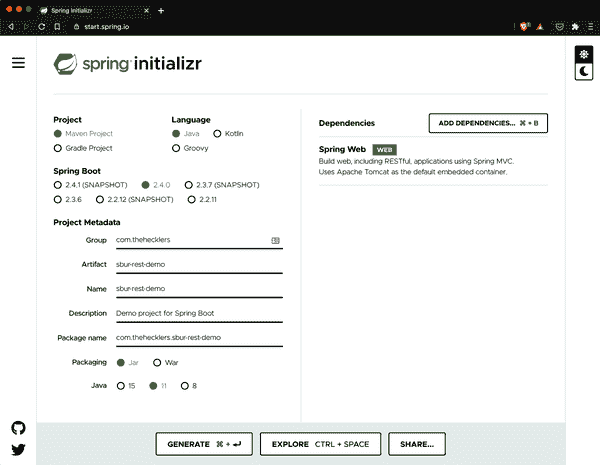 Spring Initializr
start.spring.io
spring initializr
Project
Maven Project
Gradle Project
Language
Java Kotlin
Groovy
Spring Boot
2.4.1 (SNAPSHOT) 2.4.0 2.3.7 (SNAPSHOT)
2.3.6 2.2.12 (SNAPSHOT) 2.2.11
Project Metadata
Group com.thehecklers
Artifact sbur-rest-demo
Name sbur-rest-demo
Description Demo project for Spring Boot
Package name com.thehecklers.sbur-rest-demo
Packaging Jar War
Java 15 11 8
Dependencies
ADD DEPENDENCIES... ⌘ + B
Spring Web WEB
Build web, including RESTful, applications using Spring MVC.
Uses Apache Tomcat as the default embedded container.
GENERATE ⌘ + ↵
EXPLORE CTRL + SPACE
SHARE...